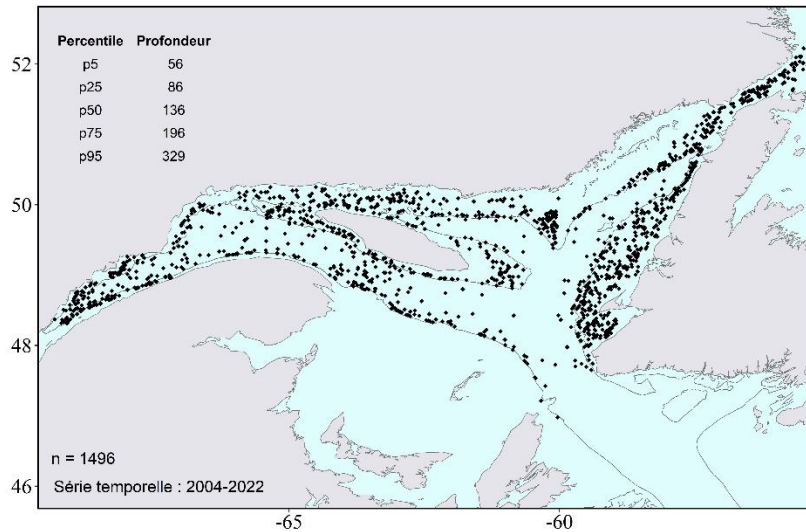 Percentile Profondeur
p5 56
p25 86
p50 136
p75 196
p95 329
52
50
48
46
n = 1496
Série temporelle : 2004-2022
-65 -60